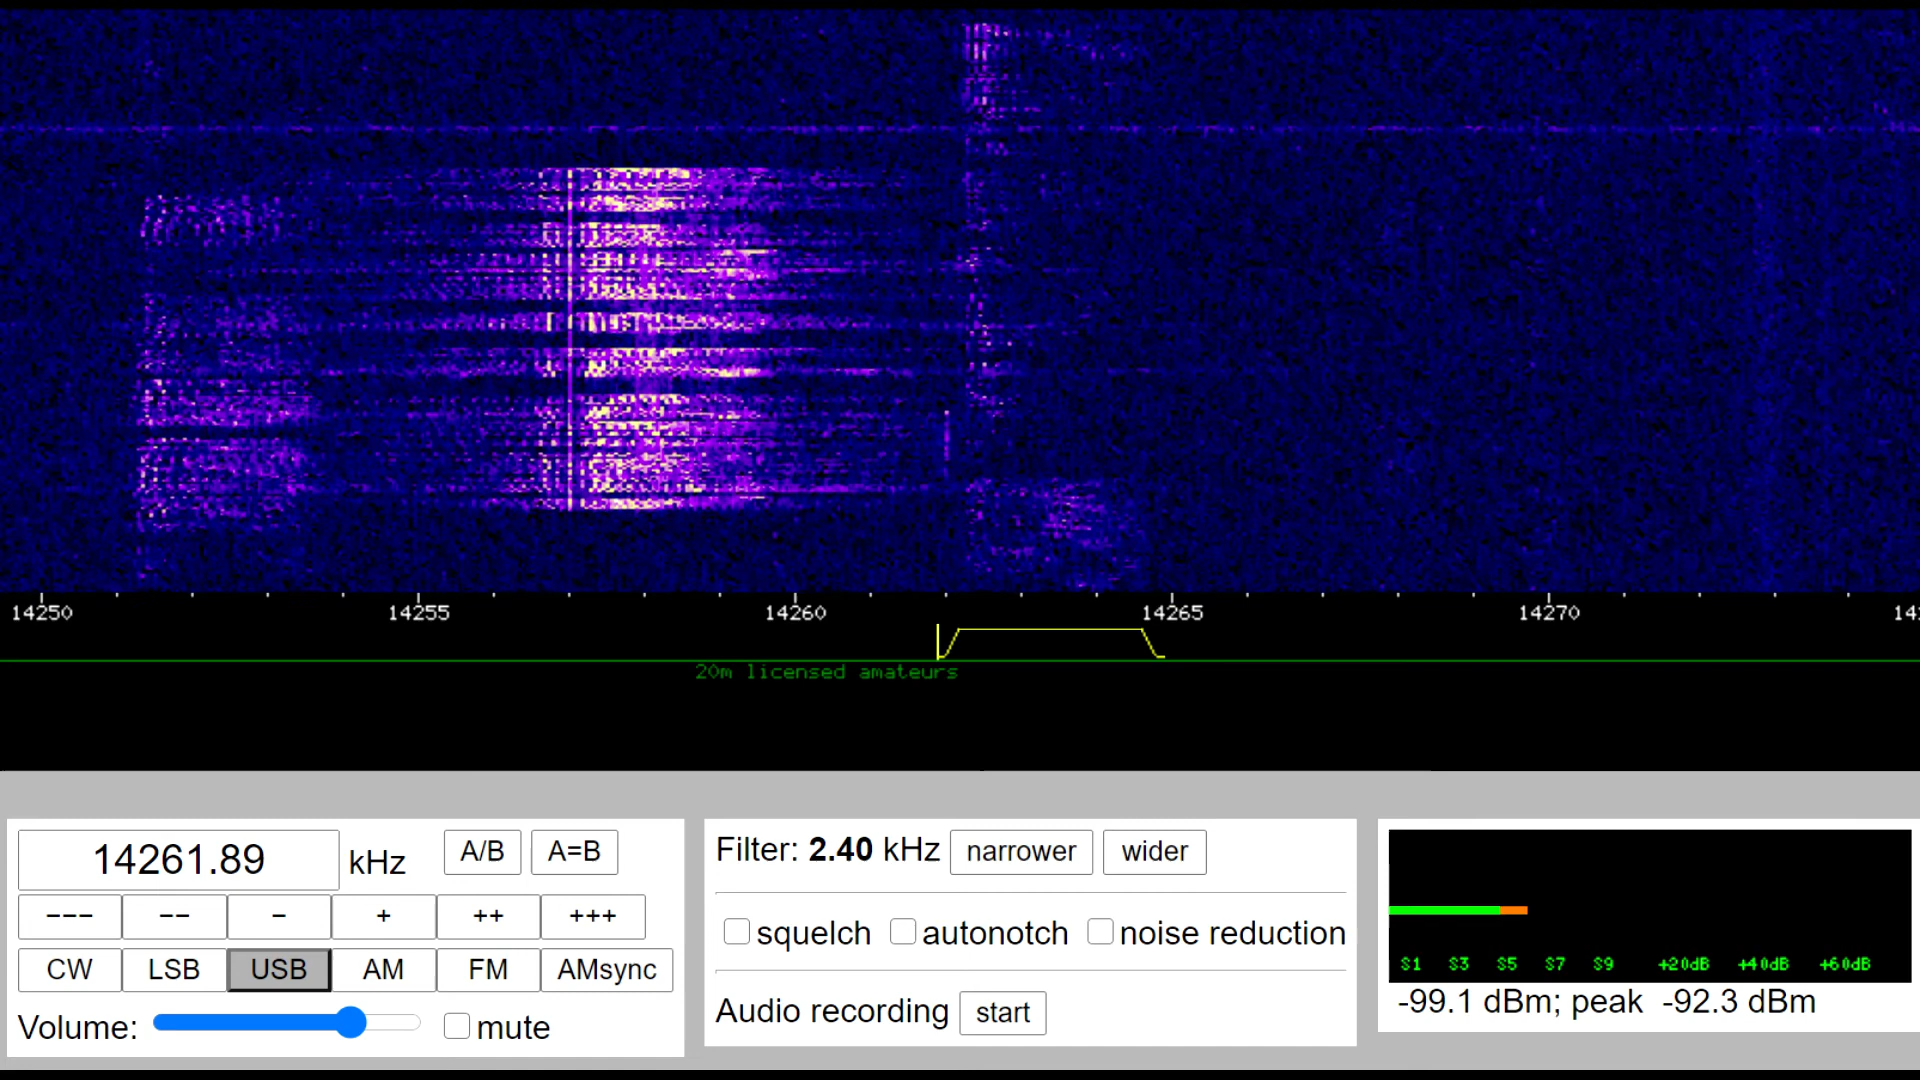 14250 14255 14260 14265 14270
20m licensed amateurs
14261.89 kHz A/B A=B
--- -- - + ++ +++
CW LSB USB AM FM AMsync
Volume: mute
Filter: 2.40 kHz narrower wider
squelch autonotch noise reduction
Audio recording start
S1 S3 S5 S7 S9 +20dB +40dB +60dB
-99.1 dBm; peak -92.3 dBm